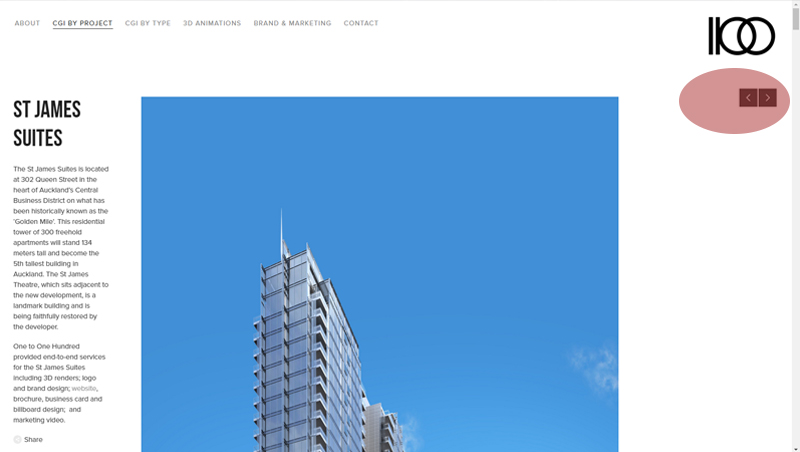 ABOUT CGI BY PROJECT CGI BY TYPE 3D ANIMATIONS BRAND & MARKETING CONTACT
100
ST JAMES
SUITES
The St James Suites is located
at 302 Queen Street in the
heart of Auckland's Central
Business District on what has
been historically known as the
'Golden Mile'. This residential
tower of 300 freehold
apartments will stand 134
meters tall and become the
5th tallest building in
Auckland. The St James
Theatre, which sits adjacent to
the new development, is a
landmark building and is
being faithfully restored by
the developer.
One to One Hundred
provided end-to-end services
for the St James Suites
including 3D renders; logo
and brand design; website,
brochure, business card and
billboard design; and
marketing video.
Share